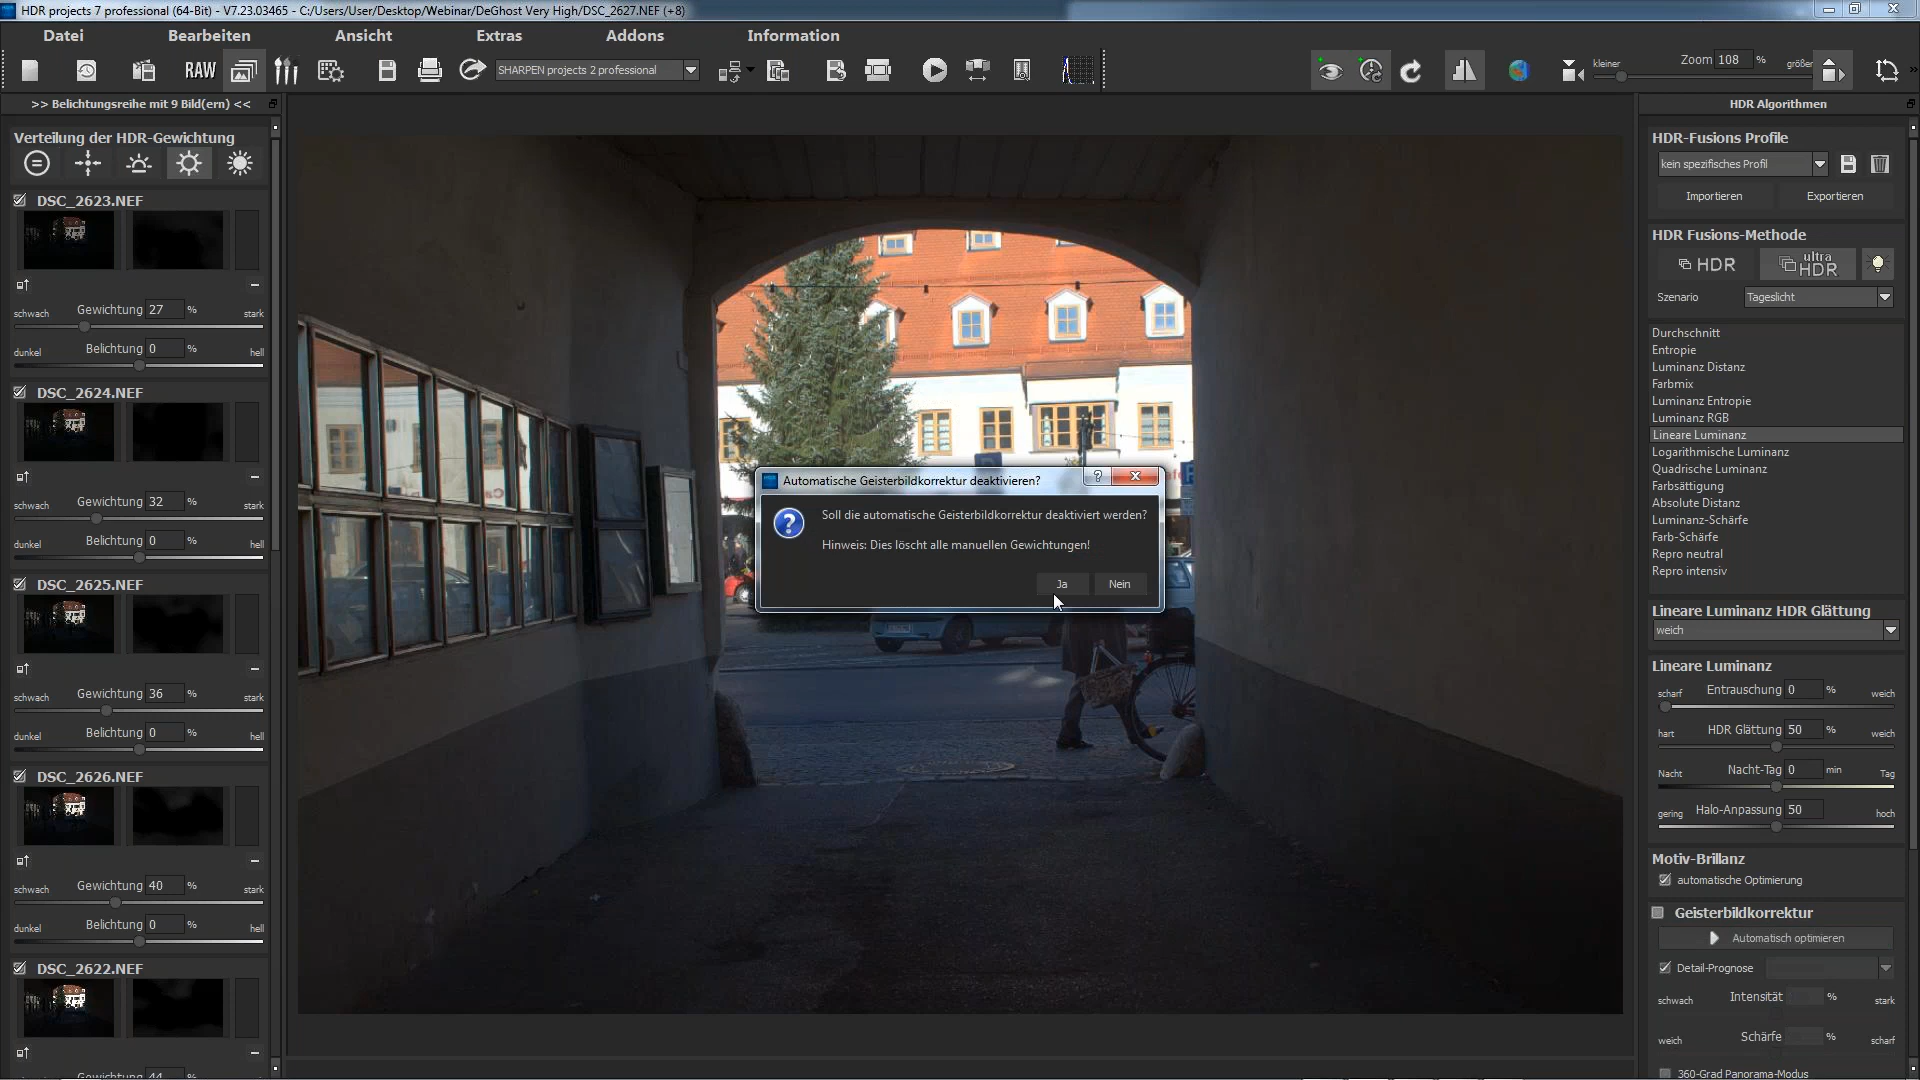 HDR projects 7 professional (64-Bit) - V7.23.03465 - C:/Users/User/Desktop/Webinar/DeGhost Very High/DSC_2627.NEF (+8)
Datei Bearbeiten Ansicht Extras Addons Information
RAW SHARPEN projects 2 professional kleiner Zoom 108 % größer
>> Belichtungsreihe mit 9 Bild(ern) <<
Verteilung der HDR-Gewichtung
DSC_2623.NEF
schwach Gewichtung 27 % stark
dunkel Belichtung 0 % hell
DSC_2624.NEF
schwach Gewichtung 32 % stark
dunkel Belichtung 0 % hell
DSC_2625.NEF
schwach Gewichtung 36 % stark
dunkel Belichtung 0 % hell
DSC_2626.NEF
schwach Gewichtung 40 % stark
dunkel Belichtung 0 % hell
DSC_2622.NEF
Gewichtung 44 %
Automatische Geisterbildkorrektur deaktivieren?
Soll die automatische Geisterbildkorrektur deaktiviert werden?
Hinweis: Dies löscht alle manuellen Gewichtungen!
Ja Nein
HDR Algorithmen
HDR-Fusions Profile
kein spezifisches Profil
Importieren Exportieren
HDR Fusions-Methode
HDR ultra HDR
Szenario Tageslicht
Durchschnitt
Entropie
Luminanz Distanz
Farbmix
Luminanz Entropie
Luminanz RGB
Lineare Luminanz
Logarithmische Luminanz
Quadrische Luminanz
Farbsättigung
Absolute Distanz
Luminanz-Schärfe
Farb-Schärfe
Repro neutral
Repro intensiv
Lineare Luminanz HDR Glättung
weich
Lineare Luminanz
scharf Entrauschung 0 % weich
hart HDR Glättung 50 % weich
Nacht Nacht-Tag 0 min Tag
gering Halo-Anpassung 50 hoch
Motiv-Brillanz
automatische Optimierung
Geisterbildkorrektur
Automatisch optimieren
Detail-Prognose
schwach Intensität % stark
weich Schärfe % scharf
360-Grad Panorama-Modus